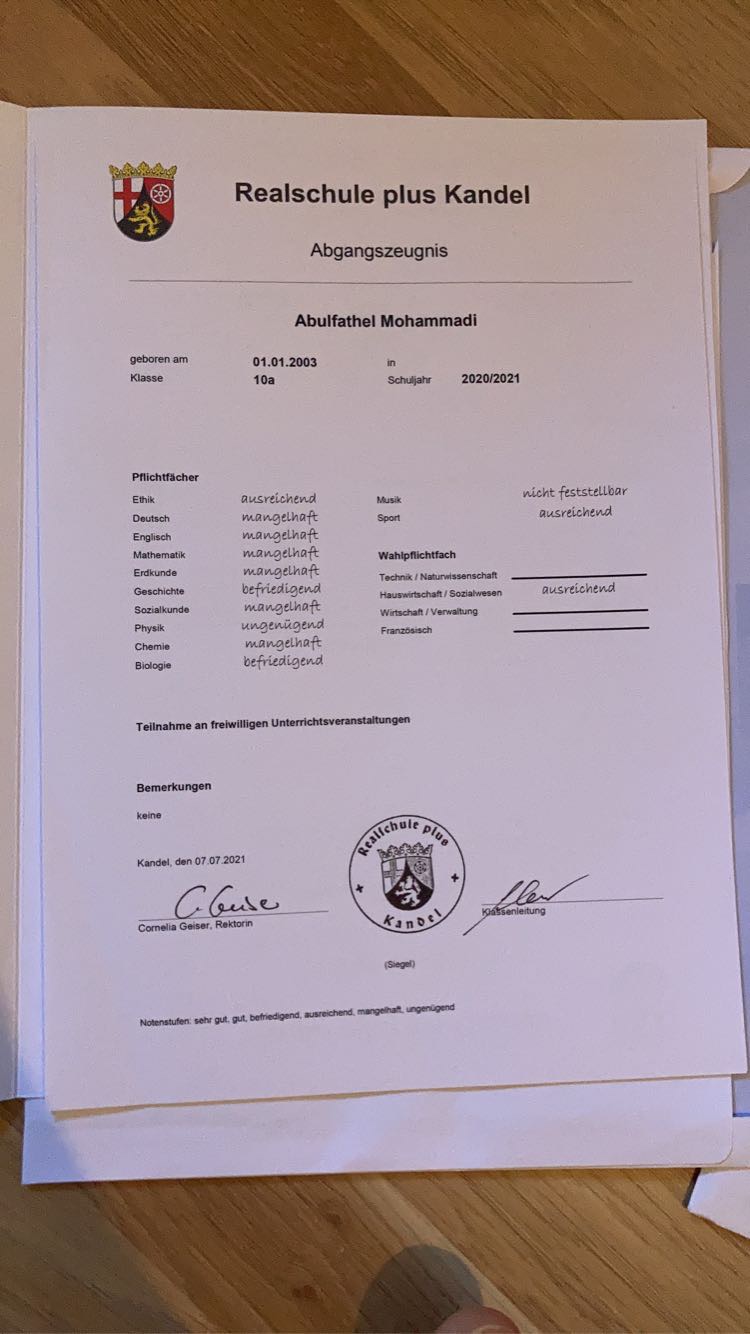 Realschule plus Kandel
Abgangszeugnis
Abulfathel Mohammadi
geboren am 01.01.2003 in
Klasse 10a Schuljahr 2020/2021
Pflichtfächer
Ethik ausreichend
Deutsch mangelhaft
Englisch mangelhaft
Mathematik mangelhaft
Erdkunde mangelhaft
Geschichte befriedigend
Sozialkunde mangelhaft
Physik ungenügend
Chemie mangelhaft
Biologie befriedigend
Musik nicht feststellbar
Sport ausreichend
Wahlpflichtfach
Technik / Naturwissenschaft
Hauswirtschaft / Sozialwesen ausreichend
Wirtschaft / Verwaltung
Französisch
Teilnahme an freiwilligen Unterrichtsveranstaltungen
Bemerkungen
keine
Kandel, den 07.07.2021
C. Geiser
Cornelia Geiser, Rektorin
Realschule plus
Kandel
(Siegel)
Klassenleitung
Notenstufen: sehr gut, gut, befriedigend, ausreichend, mangelhaft, ungenügend